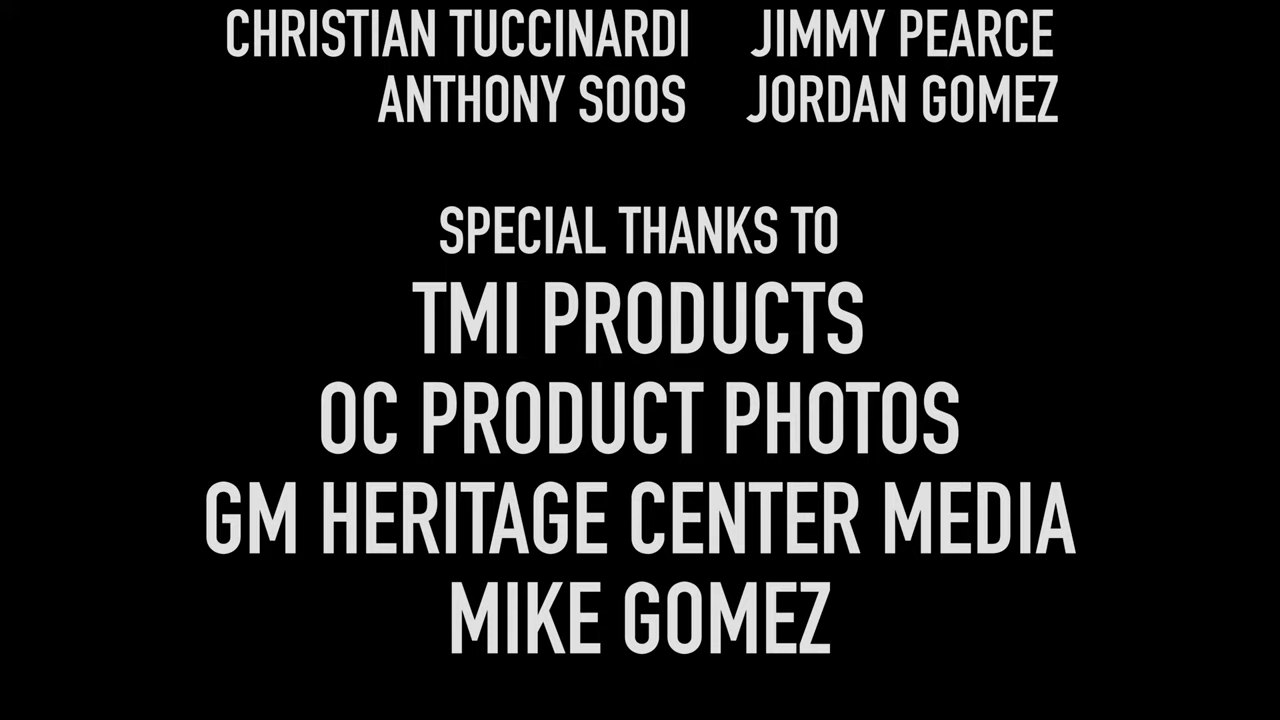 CHRISTIAN TUCCINARDI JIMMY PEARCE
ANTHONY SOOS JORDAN GOMEZ
SPECIAL THANKS TO
TMI PRODUCTS
OC PRODUCT PHOTOS
GM HERITAGE CENTER MEDIA
MIKE GOMEZ